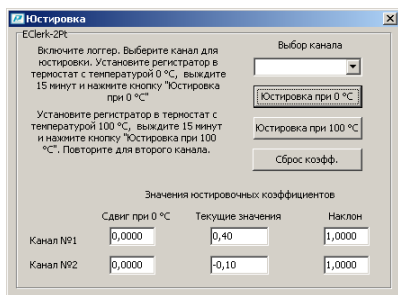 Юстировка
EClerk-2Pt
Включите логгер. Выберите канал для
юстировки. Установите регистратор в
термостат с температурой 0 °C, выждите
15 минут и нажмите кнопку "Юстировка
при 0 °C"
Установите регистратор в термостат с
температурой 100 °C, выждите 15 минут
и нажмите кнопку "Юстировка при 100
°C". Повторите для второго канала.
Выбор канала
Юстировка при 0 °C
Юстировка при 100 °C
Сброс коэфф.
Значения юстировочных коэффициентов
Сдвиг при 0 °C Текущие значения Наклон
Канал №1 0,0000 0,40 1,0000
Канал №2 0,0000 -0,10 1,0000